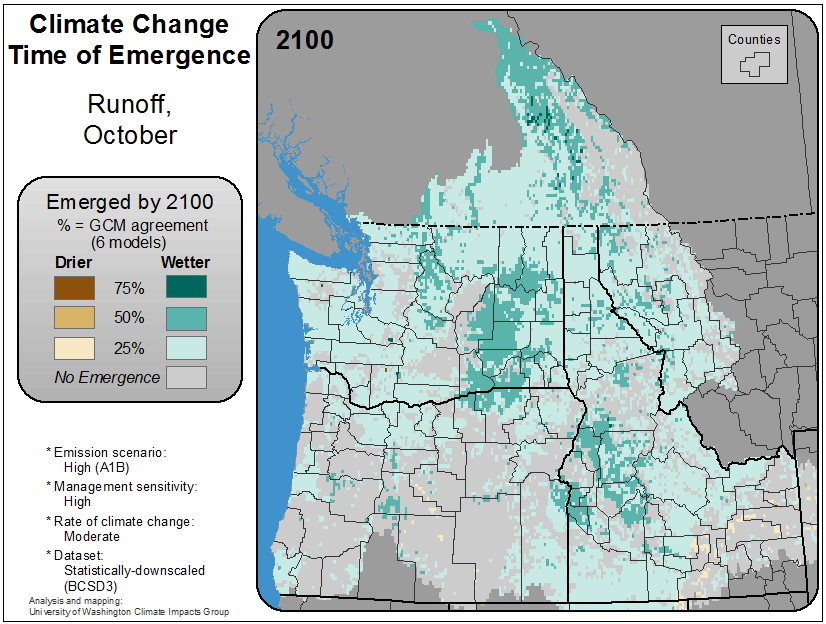 Climate Change
Time of Emergence
Runoff,
October
Emerged by 2100
% = GCM agreement
(6 models)
Drier Wetter
75%
50%
25%
No Emergence
* Emission scenario:
High (A1B)
* Management sensitivity:
High
* Rate of climate change:
Moderate
* Dataset:
Statistically-downscaled
(BCSD3)
Analysis and mapping:
University of Washington Climate Impacts Group
2100
Counties